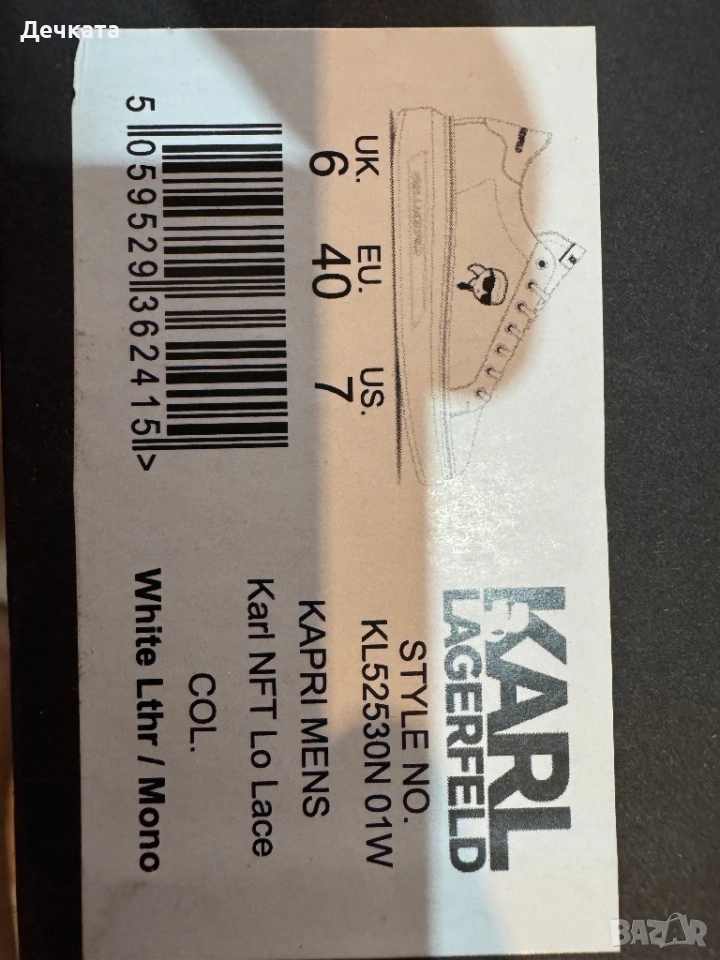 Дечката
KARL
LAGERFELD
STYLE NO.
KL52530N 01W
KAPRI MENS
Karl NFT Lo Lace
COL.
White Lthr / Mono
UK. EU. US.
6 40 7
5 059529 362415 >
BAZAR